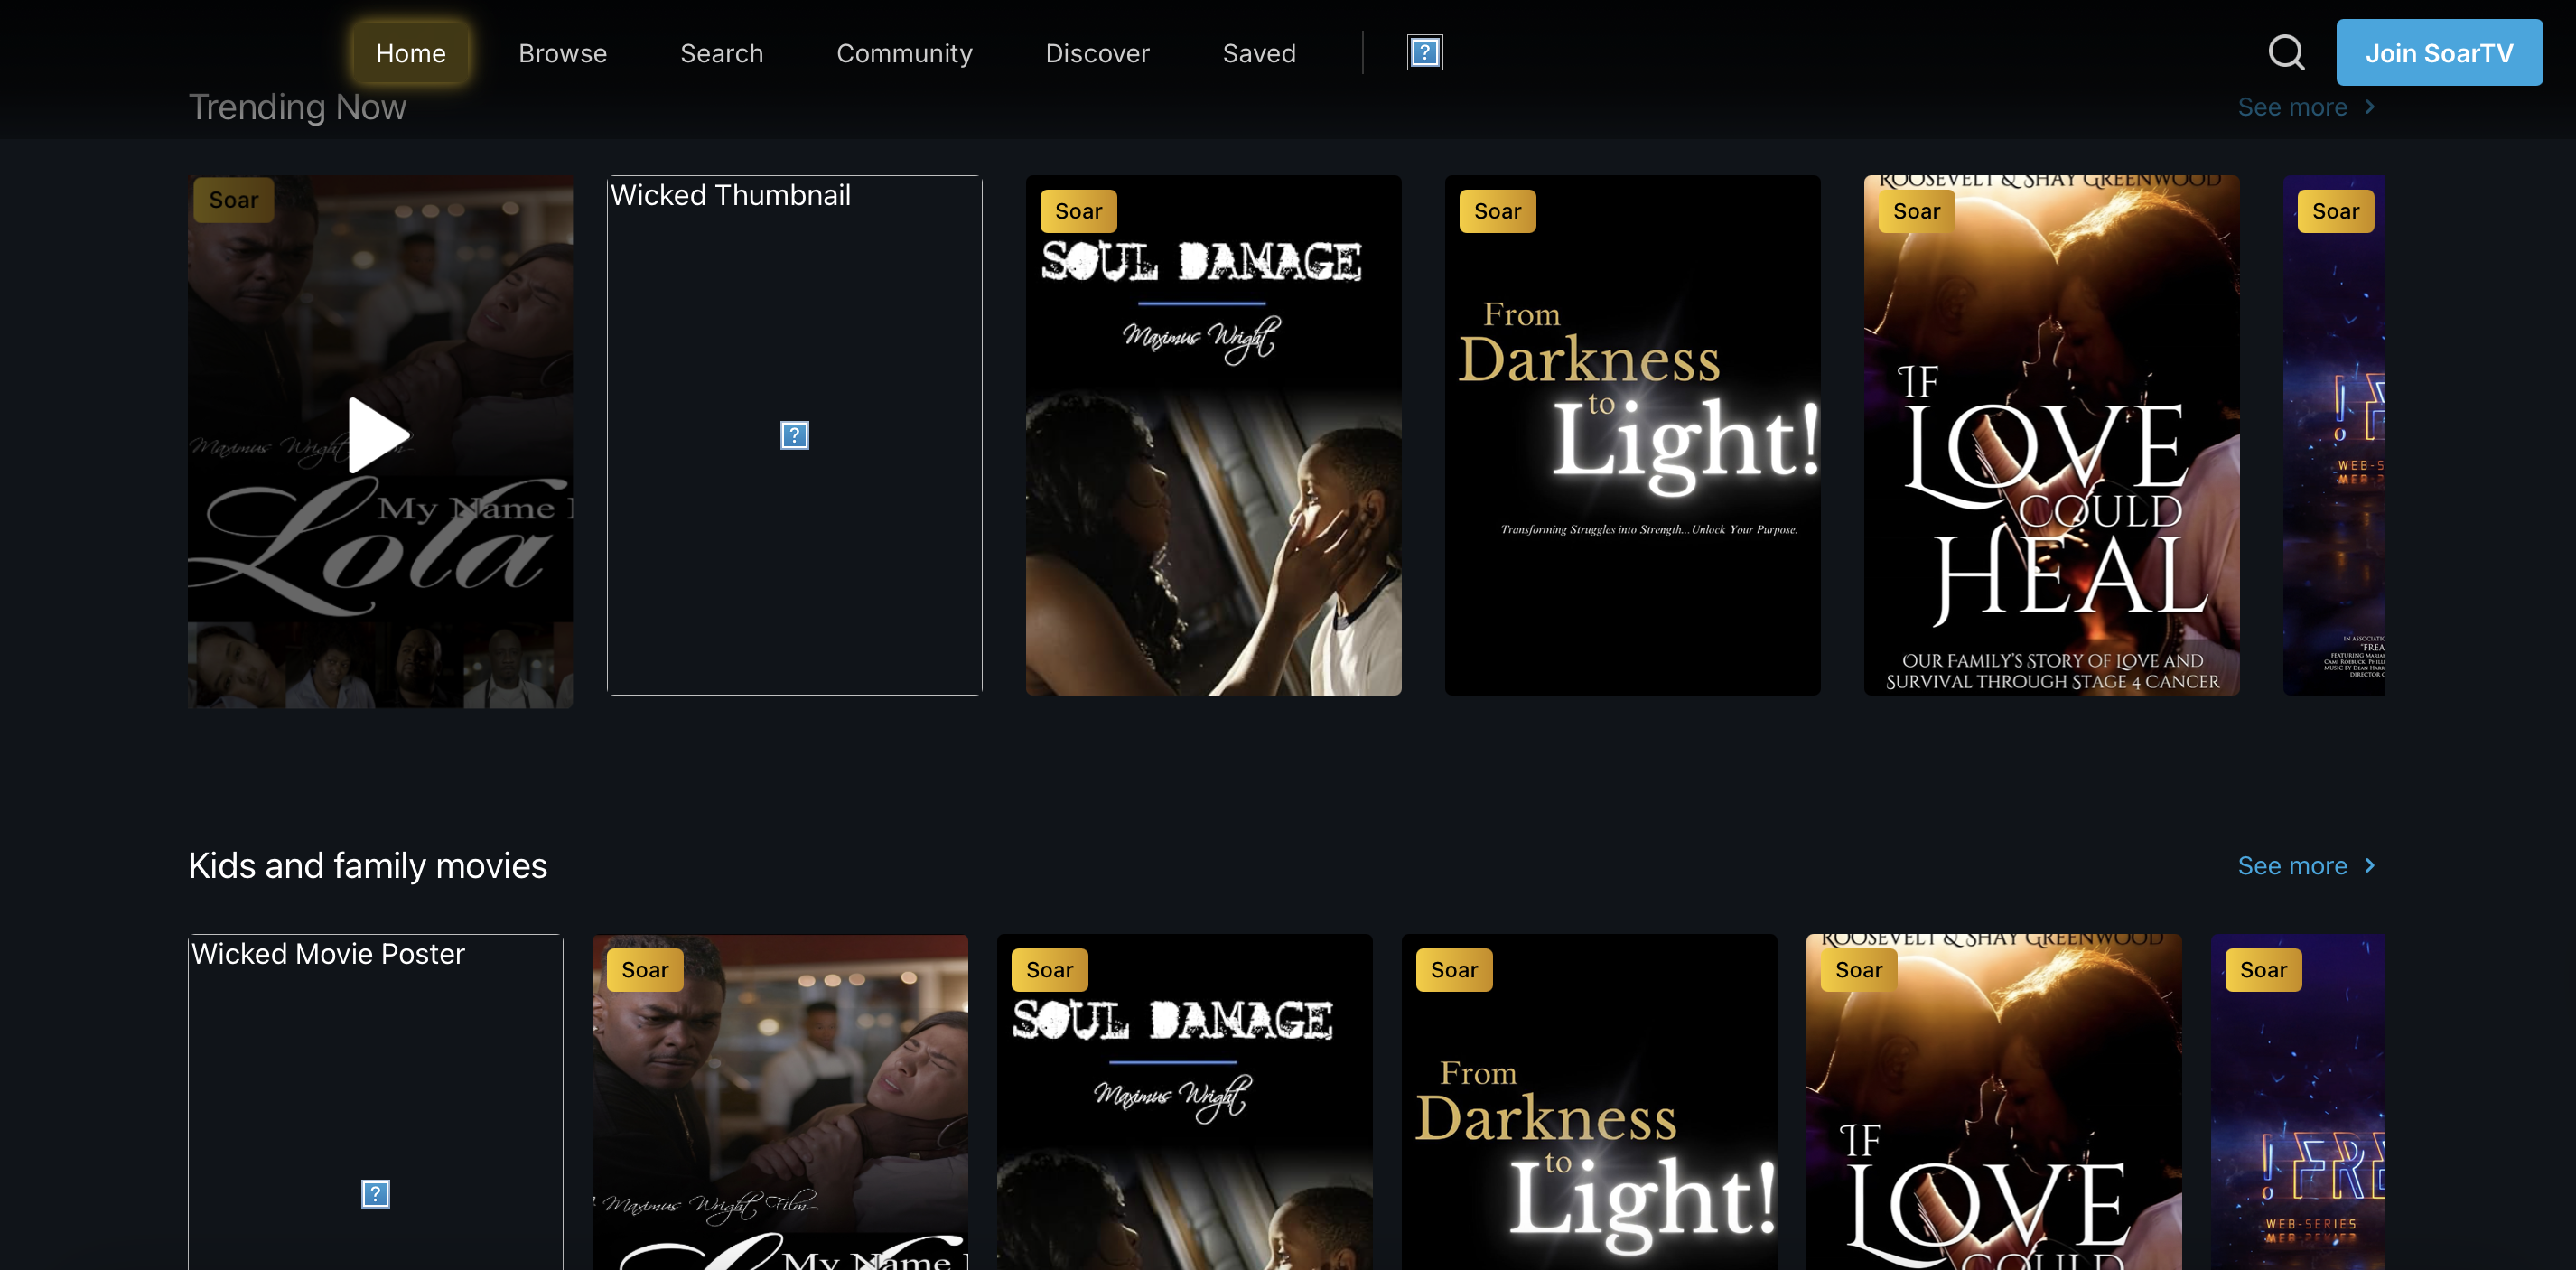 Home Browse Search Community Discover Saved
Join SoarTV
Trending Now
See more
Soar
Maximus Wright
My Name
Lola
Wicked Thumbnail
Soar
SOUL DAMAGE
Maximus Wright
Soar
From
Darkness
to
Light!
Transforming Struggles into Strength...Unlock Your Purpose.
ROOSEVELT & SHAY GREENWOOD
Soar
IF
LOVE
COULD
HEAL
OUR FAMILY'S STORY OF LOVE AND
SURVIVAL THROUGH STAGE 4 CANCER
Soar
WEB-S
Kids and family movies
See more
Wicked Movie Poster
Soar
Maximus Wright Film
My Name
Soar
SOUL DAMAGE
Maximus Wright
Soar
From
Darkness
to
Light!
ROOSEVELT & SHAY GREENWOOD
Soar
IF
LOVE
COULD
Soar
WEB-SERIES